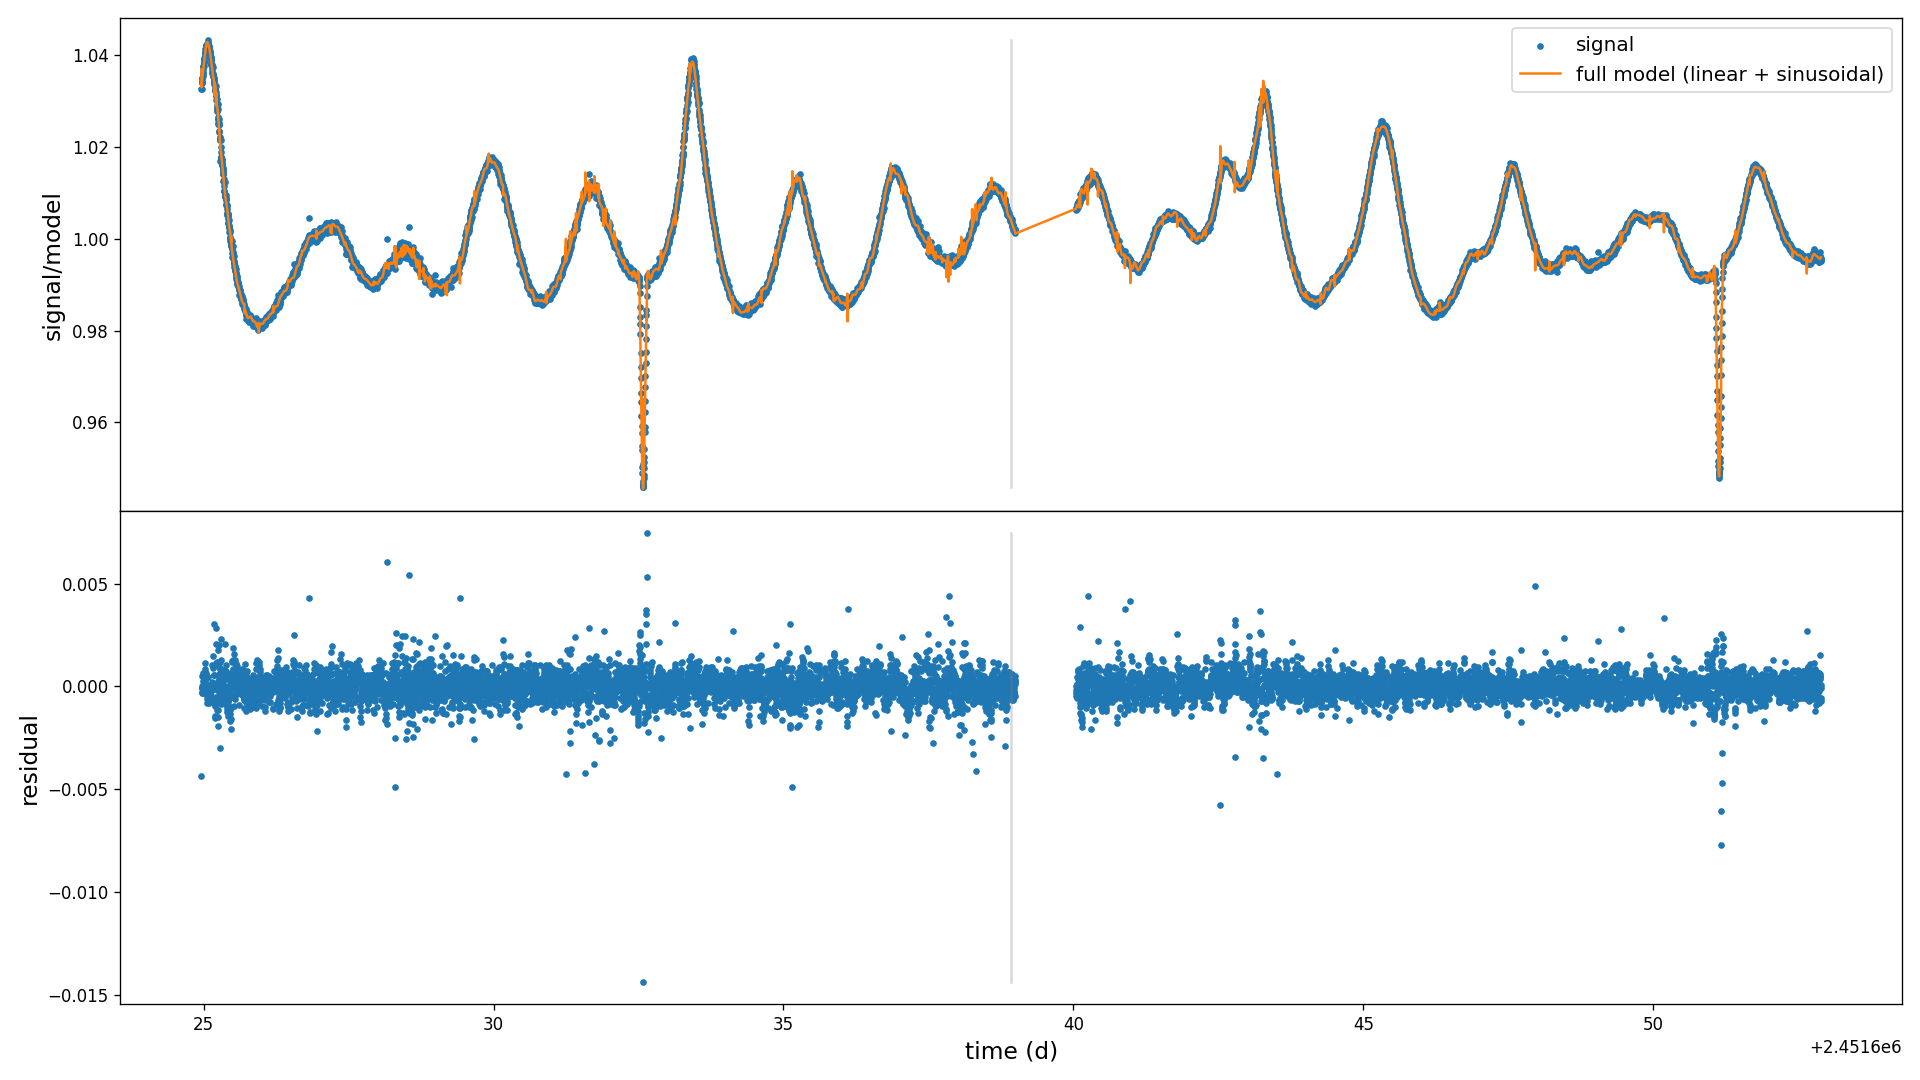 signal
full model (linear + sinusoidal)
1.04
1.02
1.00
0.98
0.96
signal/model
0.005
0.000
−0.005
−0.010
−0.015
residual
25
30
35
40
45
50
time (d)
+2.4516e6